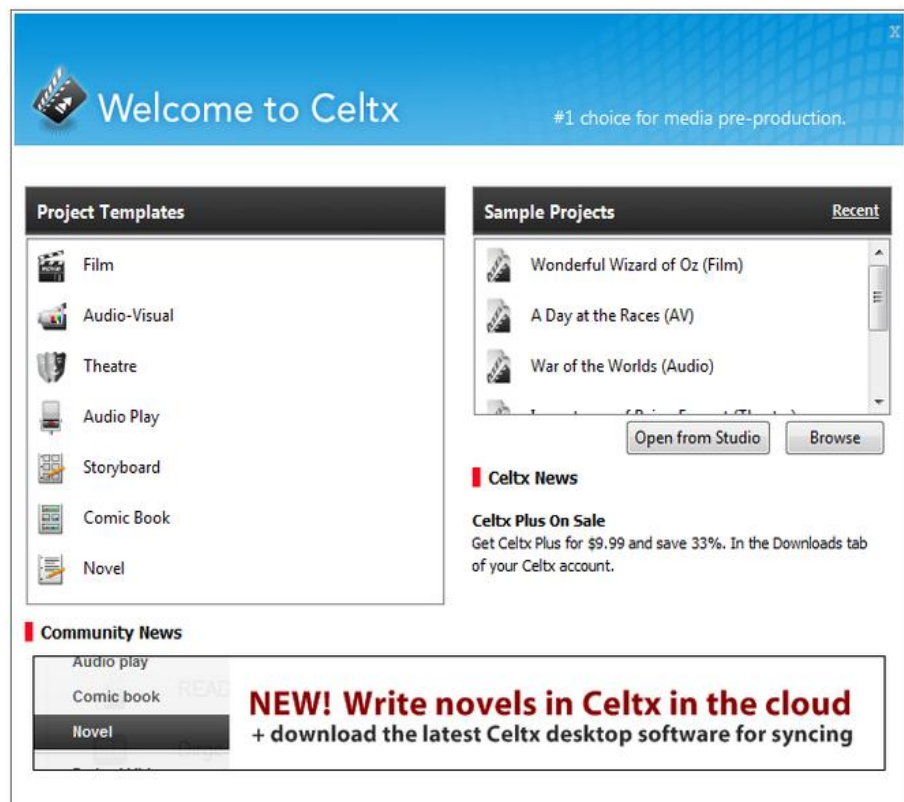 X
Welcome to Celtx
#1 choice for media pre-production.
Project Templates
Film
Audio-Visual
Theatre
Audio Play
Storyboard
Comic Book
Novel
Sample Projects
Recent
Wonderful Wizard of Oz (Film)
A Day at the Races (AV)
War of the Worlds (Audio)
Open from Studio
Browse
Celtx News
Celtx Plus On Sale
Get Celtx Plus for $9.99 and save 33%. In the Downloads tab
of your Celtx account.
Community News
Audio play
Comic book
READ
Novel
NEW! Write novels in Celtx in the cloud
+ download the latest Celtx desktop software for syncing